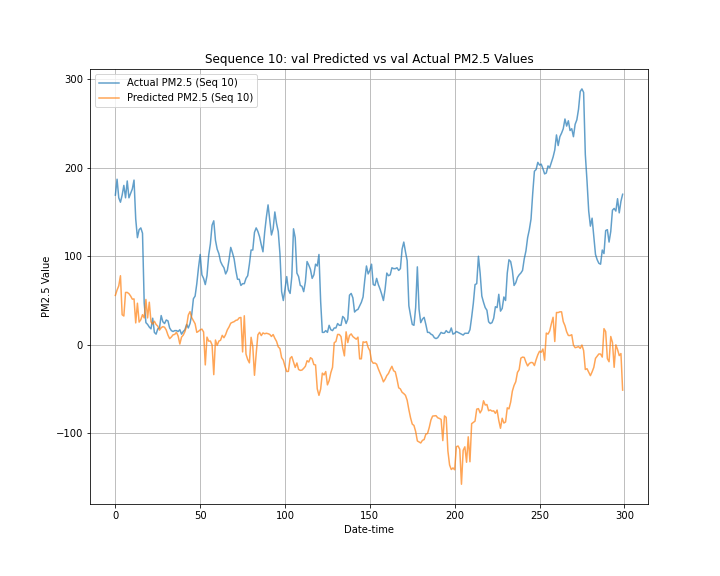 Sequence 10: val Predicted vs val Actual PM2.5 Values
Actual PM2.5 (Seq 10)
Predicted PM2.5 (Seq 10)
300
200
100
0
−100
PM2.5 Value
0 50 100 150 200 250 300
Date-time